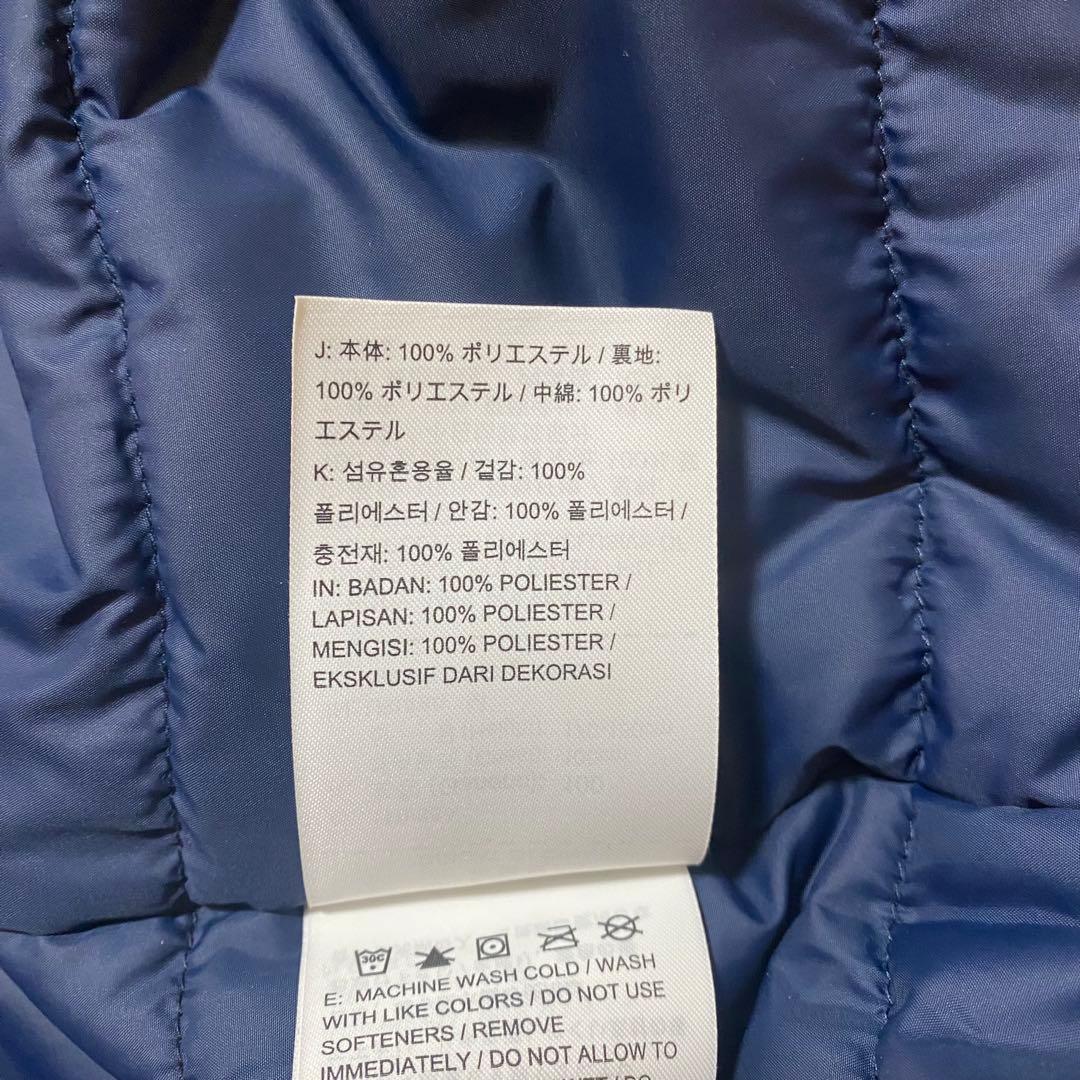 J: 本体: 100% ポリエステル / 裏地:
100% ポリエステル / 中綿: 100% ポリ
エステル
K: 섬유혼용율 / 겉감: 100%
폴리에스터 / 안감: 100% 폴리에스터 /
충전재: 100% 폴리에스터
IN: BADAN: 100% POLIESTER /
LAPISAN: 100% POLIESTER /
MENGISI: 100% POLIESTER /
EKSKLUSIF DARI DEKORASI
30C
E: MACHINE WASH COLD / WASH
WITH LIKE COLORS / DO NOT USE
SOFTENERS / REMOVE
IMMEDIATELY / DO NOT ALLOW TO